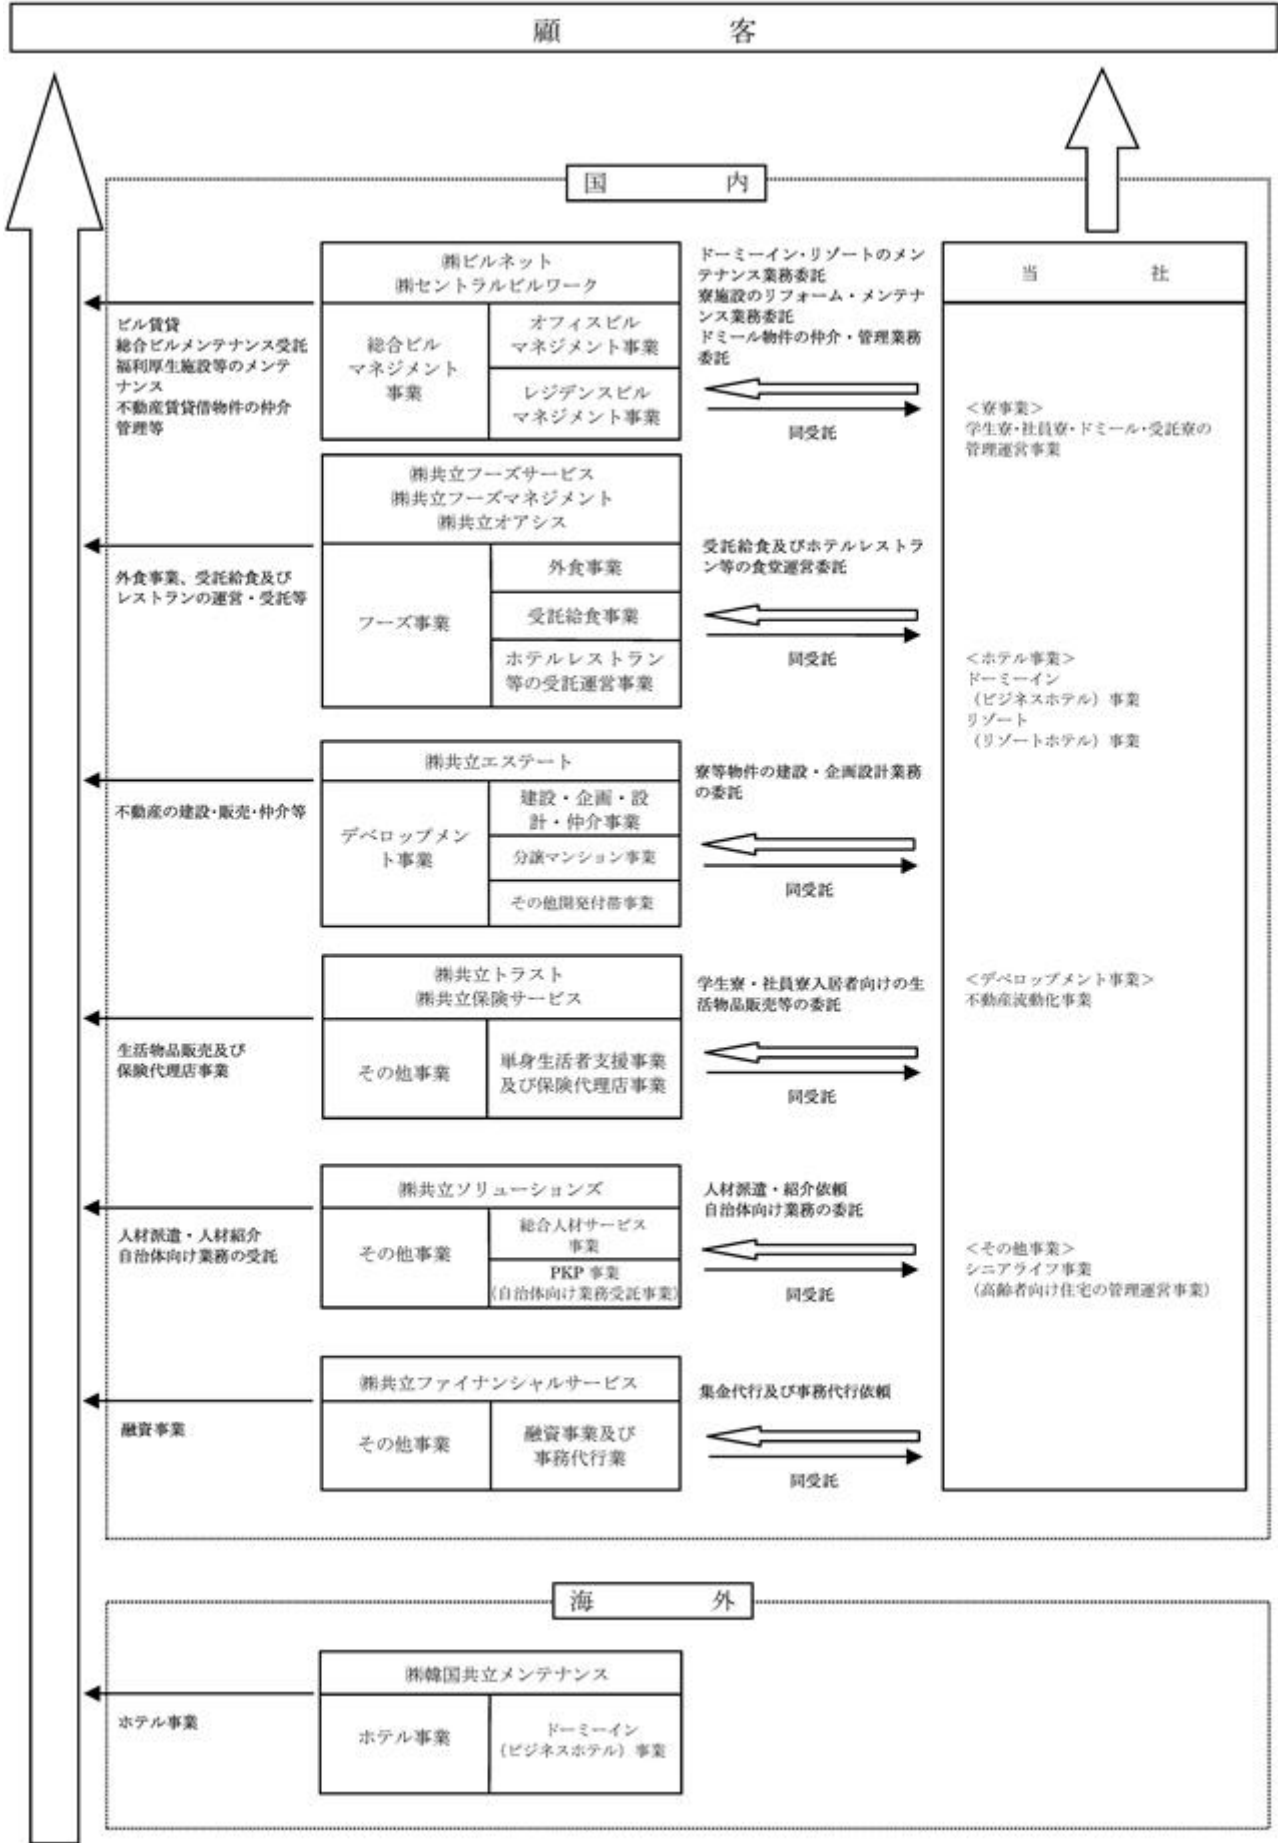 顧客
国内
㈱ビルネット
㈱セントラルビルワーク
総合ビル
マネジメント
事業
オフィスビル
マネジメント事業
レジデンスビル
マネジメント事業
ビル賃貸
総合ビルメンテナンス受託
福利厚生施設等のメンテ
ナンス
不動産賃貸借物件の仲介
管理等
ドーミーイン・リゾートのメン
テナンス業務委託
寮施設のリフォーム・メンテナ
ンス業務委託
ドミール物件の仲介・管理業務
委託
同受託
㈱共立フーズサービス
㈱共立フーズマネジメント
㈱共立オアシス
フーズ事業
外食事業
受託給食事業
ホテルレストラン
等の受託運営事業
外食事業、受託給食及び
レストランの運営・受託等
受託給食及びホテルレストラ
ン等の食堂運営委託
同受託
㈱共立エステート
デベロップメン
ト事業
建設・企画・設
計・仲介事業
分譲マンション事業
その他開発付帯事業
不動産の建設・販売・仲介等
寮等物件の建設・企画設計業務
の委託
同受託
㈱共立トラスト
㈱共立保険サービス
その他事業
単身生活者支援事業
及び保険代理店事業
生活物品販売及び
保険代理店事業
学生寮・社員寮入居者向けの生
活物品販売等の委託
同受託
㈱共立ソリューションズ
その他事業
総合人材サービス
事業
PKP 事業
(自治体向け業務受託事業)
人材派遣・人材紹介
自治体向け業務の受託
人材派遣・紹介依頼
自治体向け業務の委託
同受託
㈱共立ファイナンシャルサービス
その他事業
融資事業及び
事務代行業
融資事業
集金代行及び事務代行依頼
同受託
当社
＜寮事業＞
学生寮・社員寮・ドミール・受託寮の
管理運営事業
＜ホテル事業＞
ドーミーイン
（ビジネスホテル）事業
リゾート
（リゾートホテル）事業
＜デベロップメント事業＞
不動産流動化事業
＜その他事業＞
シニアライフ事業
（高齢者向け住宅の管理運営事業）
海外
㈱韓国共立メンテナンス
ホテル事業
ドーミーイン
（ビジネスホテル）事業
ホテル事業